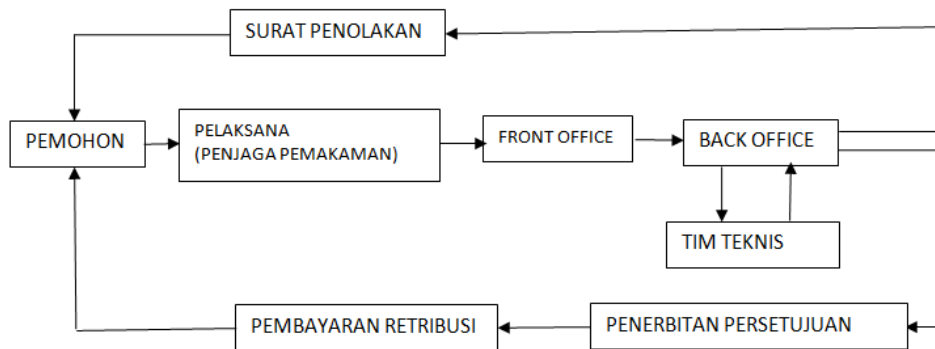 SURAT PENOLAKAN
PEMOHON
PELAKSANA
(PENJAGA PEMAKAMAN)
FRONT OFFICE
BACK OFFICE
TIM TEKNIS
PEMBAYARAN RETRIBUSI
PENERBITAN PERSETUJUAN